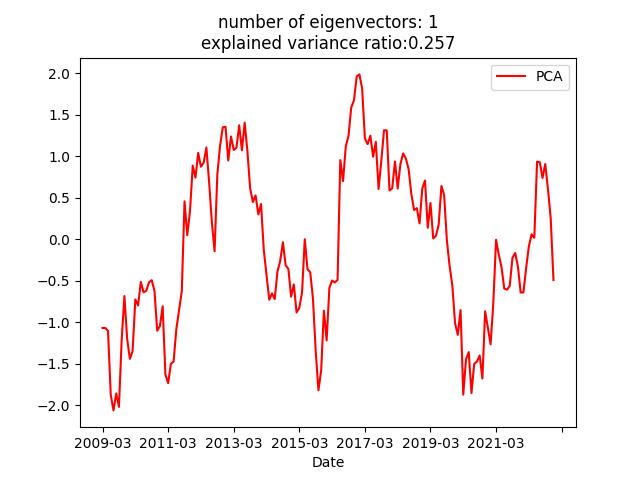 number of eigenvectors: 1
explained variance ratio:0.257
PCA
2.0
1.5
1.0
0.5
0.0
−0.5
−1.0
−1.5
−2.0
2009-03 2011-03 2013-03 2015-03 2017-03 2019-03 2021-03
Date